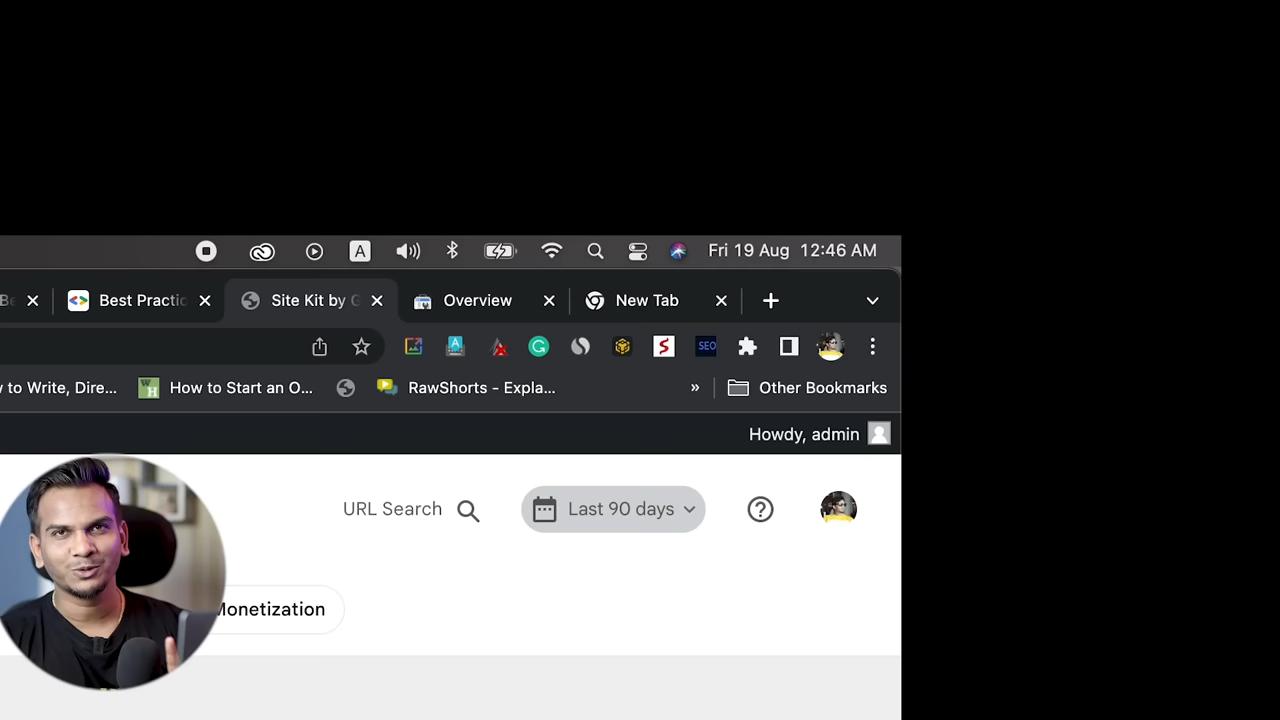 A Fri 19 Aug 12:46 AM
Best Practic Site Kit by G Overview New Tab
A SEO
to Write, Dire... How to Start an O... RawShorts - Expla... » Other Bookmarks
Howdy, admin
URL Search Last 90 days
Monetization